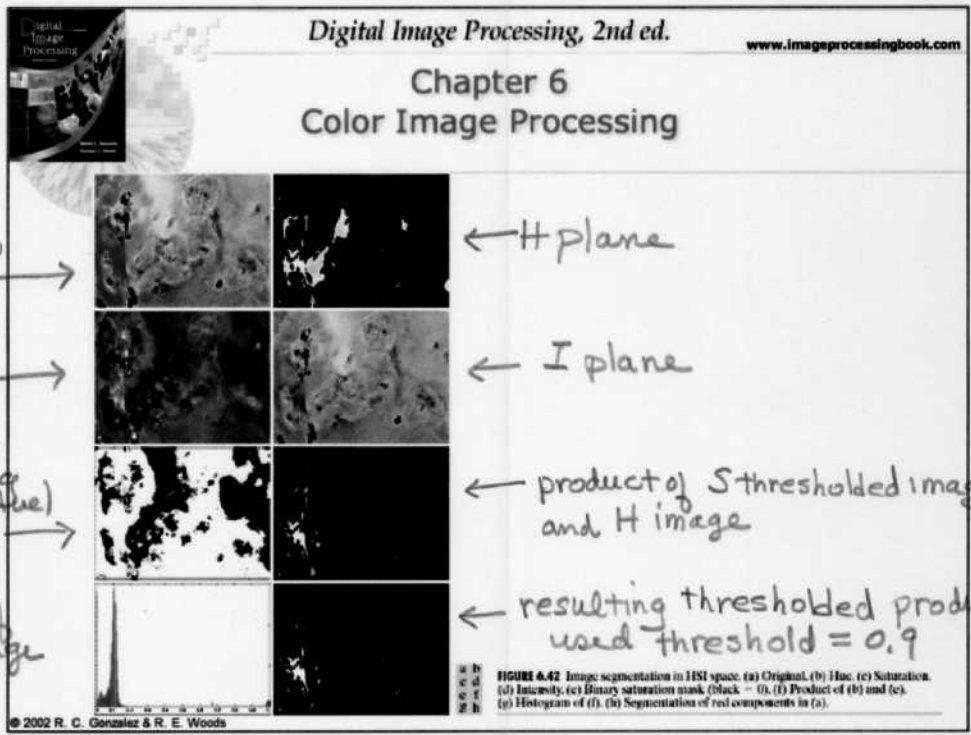 Digital
Image
Processing
Digital Image Processing, 2nd ed.
www.imageprocessingbook.com
Chapter 6
Color Image Processing
← H plane
← I plane
← product of S thresholded imag
and H image
← resulting thresholded prod
used threshold = 0.9
a b
c d
e f
g h
FIGURE 6.42 Image segmentation in HSI space. (a) Original. (b) Hue. (c) Saturation.
(d) Intensity. (e) Binary saturation mask (black = 0). (f) Product of (b) and (e).
(g) Histogram of (f). (h) Segmentation of red components in (a).
© 2002 R. C. Gonzalez & R. E. Woods